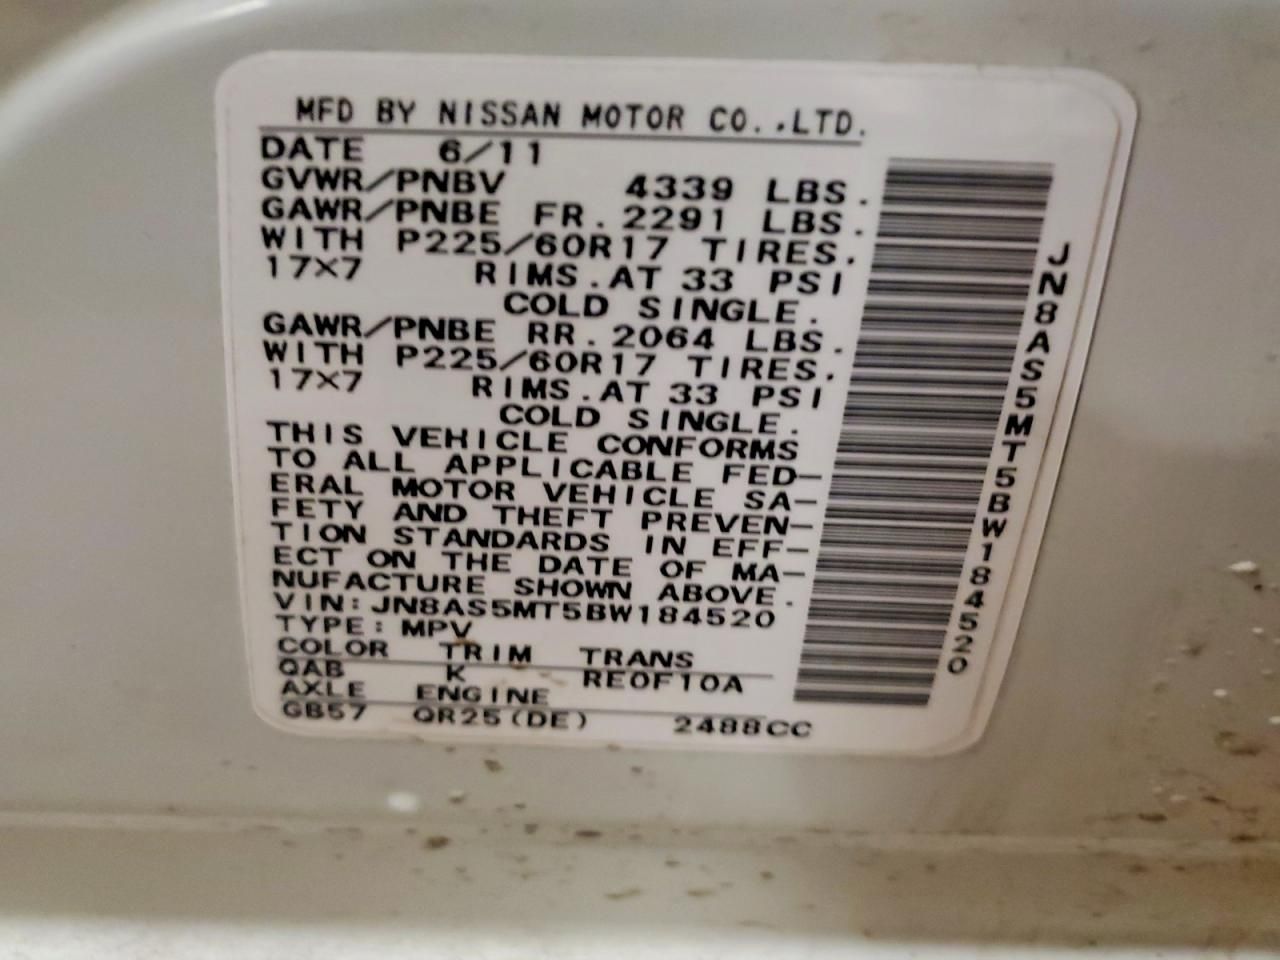 MFD BY NISSAN MOTOR CO.,LTD.
DATE 6/11
GVWR/PNBV 4339 LBS.
GAWR/PNBE FR. 2291 LBS.
WITH P225/60R17 TIRES.
17×7 RIMS. AT 33 PSI
COLD SINGLE.
GAWR/PNBE RR. 2064 LBS.
WITH P225/60R17 TIRES.
17×7 RIMS. AT 33 PSI
COLD SINGLE.
THIS VEHICLE CONFORMS
TO ALL APPLICABLE FED-
ERAL MOTOR VEHICLE SA-
FETY AND THEFT PREVEN-
TION STANDARDS IN EFF-
ECT ON THE DATE OF MA-
NUFACTURE SHOWN ABOVE.
VIN: JN8AS5MT5BW184520
TYPE: MPV
COLOR TRIM TRANS
QAB K RE0F10A
AXLE ENGINE
GB57 QR25(DE) 2488CC
JN8AS5MT5BW184520